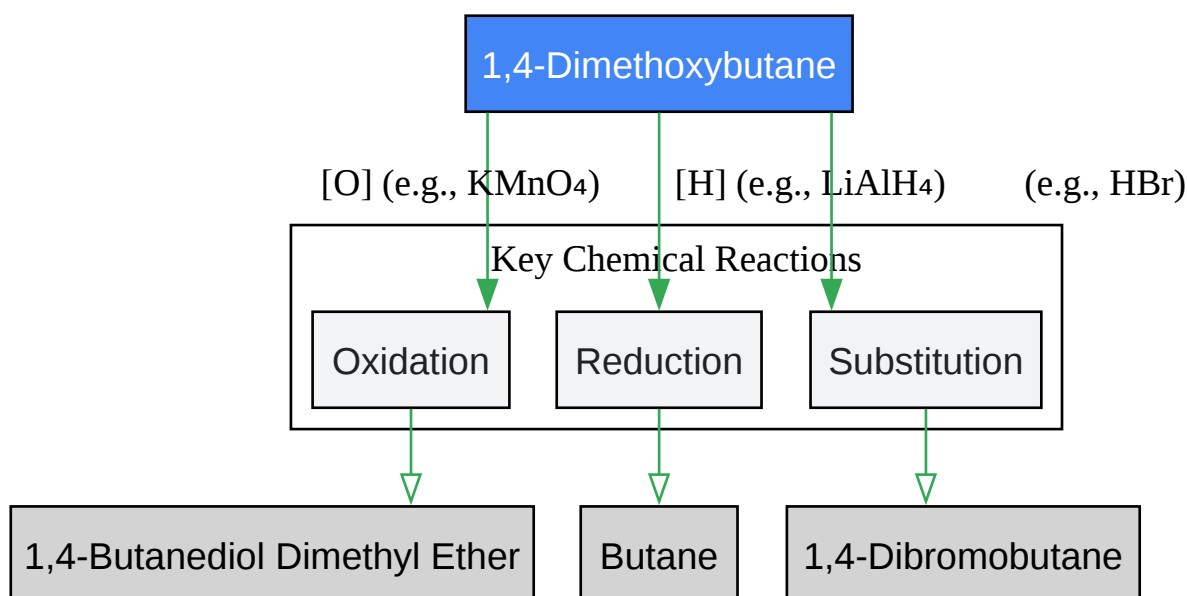 1,4-Dimethoxybutane
[O] (e.g., KMnO₄) [H] (e.g., LiAlH₄) (e.g., HBr)
Key Chemical Reactions
Oxidation Reduction Substitution
1,4-Butanediol Dimethyl Ether Butane 1,4-Dibromobutane